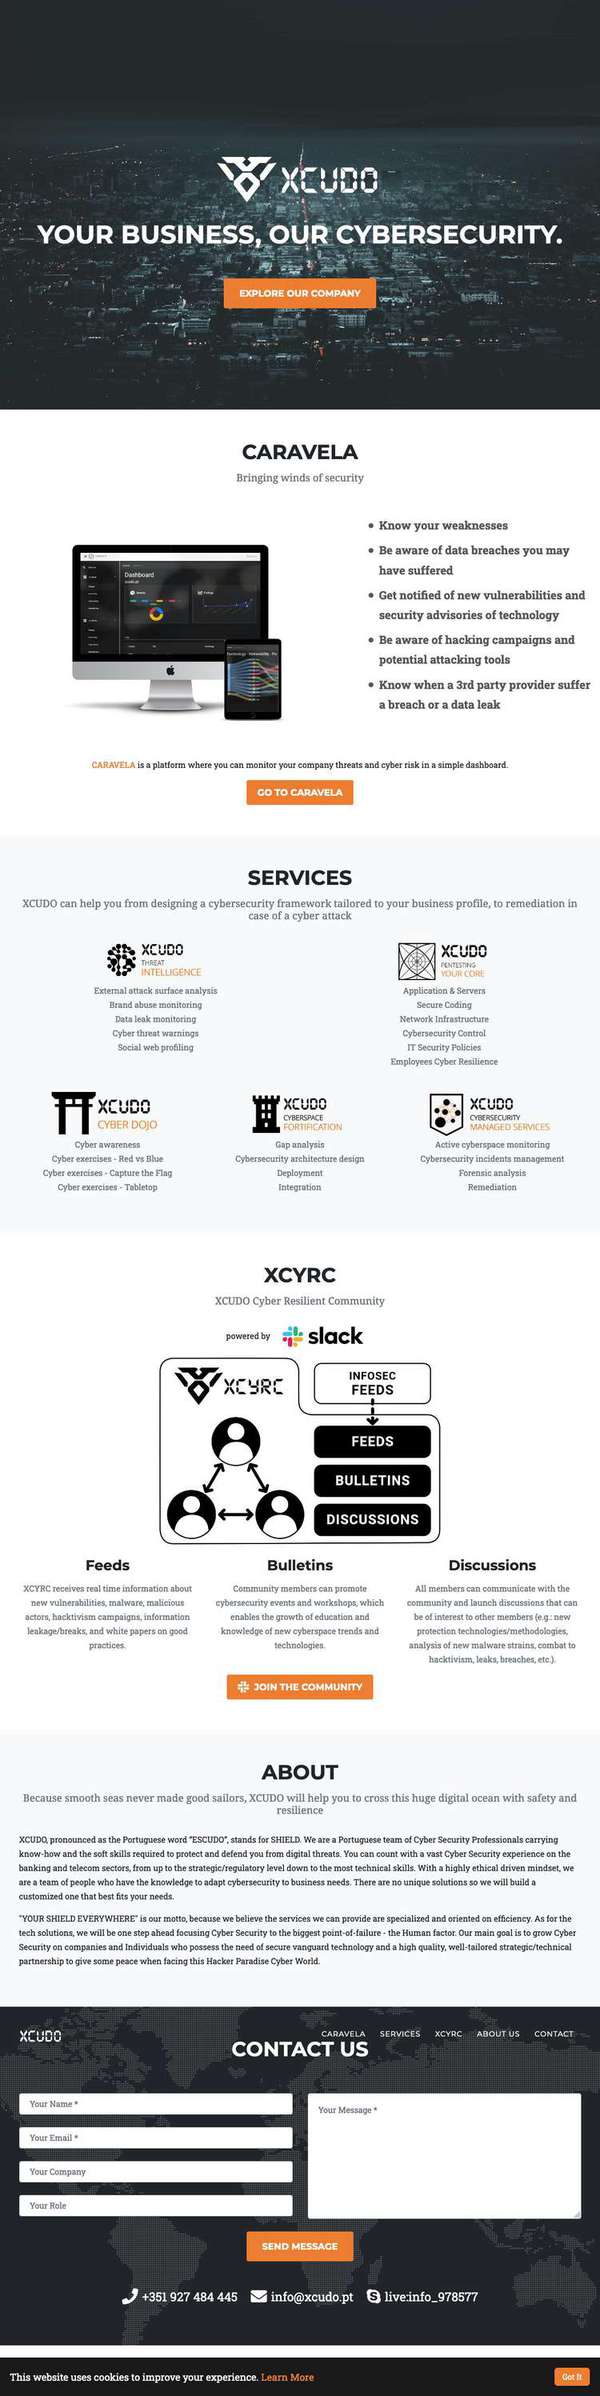 XCUDO
YOUR BUSINESS, OUR CYBERSECURITY.
EXPLORE OUR COMPANY
CARAVELA
Bringing winds of security
Dashboard
Know your weaknesses
Be aware of data breaches you may
have suffered
Get notified of new vulnerabilities and
security advisories of technology
Be aware of hacking campaigns and
potential attacking tools
Know when a 3rd party provider suffer
a breach or a data leak
CARAVELA is a platform where you can monitor your company threats and cyber risk in a simple dashboard.
GO TO CARAVELA
SERVICES
XCUDO can help you from designing a cybersecurity framework tailored to your business profile, to remediation in
case of a cyber attack
XCUDO
THREAT
INTELLIGENCE
External attack surface analysis
Brand abuse monitoring
Data leak monitoring
Cyber threat warnings
Social web profiling
XCUDO
PENTESTING
YOUR CORE
Application & Servers
Secure Coding
Network Infrastructure
Cybersecurity Control
IT Security Policies
Employees Cyber Resilience
XCUDO
CYBER DOJO
Cyber awareness
Cyber exercises - Red vs Blue
Cyber exercises - Capture the Flag
Cyber exercises - Tabletop
XCUDO
CYBERSPACE
FORTIFICATION
Gap analysis
Cybersecurity architecture design
Deployment
Integration
XCUDO
CYBERSECURITY
MANAGED SERVICES
Active cyberspace monitoring
Cybersecurity incidents management
Forensic analysis
Remediation
XCYRC
XCUDO Cyber Resilient Community
powered by slack
XCYRC
INFOSEC
FEEDS
FEEDS
BULLETINS
DISCUSSIONS
Feeds
XCYRC receives real time information about
new vulnerabilities, malware, malicious
actors, hacktivism campaigns, information
leakage/breaks, and white papers on good
practices.
Bulletins
Community members can promote
cybersecurity events and workshops, which
enables the growth of education and
knowledge of new cyberspace trends and
technologies.
Discussions
All members can communicate with the
community and launch discussions that can
be of interest to other members (e.g.: new
protection technologies/methodologies,
analysis of new malware strains, combat to
hacktivism, leaks, breaches, etc.).
JOIN THE COMMUNITY
ABOUT
Because smooth seas never made good sailors, XCUDO will help you to cross this huge digital ocean with safety and
resilience
XCUDO, pronounced as the Portuguese word “ESCUDO”, stands for SHIELD. We are a Portuguese team of Cyber Security Professionals carrying
know-how and the soft skills required to protect and defend you from digital threats. You can count with a vast Cyber Security experience on the
banking and telecom sectors, from up to the strategic/regulatory level down to the most technical skills. With a highly ethical driven mindset, we
are a team of people who have the knowledge to adapt cybersecurity to business needs. There are no unique solutions so we will build a
customized one that best fits your needs.
"YOUR SHIELD EVERYWHERE" is our motto, because we believe the services we can provide are specialized and oriented on efficiency. As for the
tech solutions, we will be one step ahead focusing Cyber Security to the biggest point-of-failure - the Human factor. Our main goal is to grow Cyber
Security on companies and Individuals who possess the need of secure vanguard technology and a high quality, well-tailored strategic/technical
partnership to give some peace when facing this Hacker Paradise Cyber World.
XCUDO
CARAVELA SERVICES XCYRC ABOUT US CONTACT
CONTACT US
Your Name *
Your Email *
Your Company
Your Role
Your Message *
SEND MESSAGE
+351 927 484 445 info@xcudo.pt live:info_978577
This website uses cookies to improve your experience. Learn More
Got It